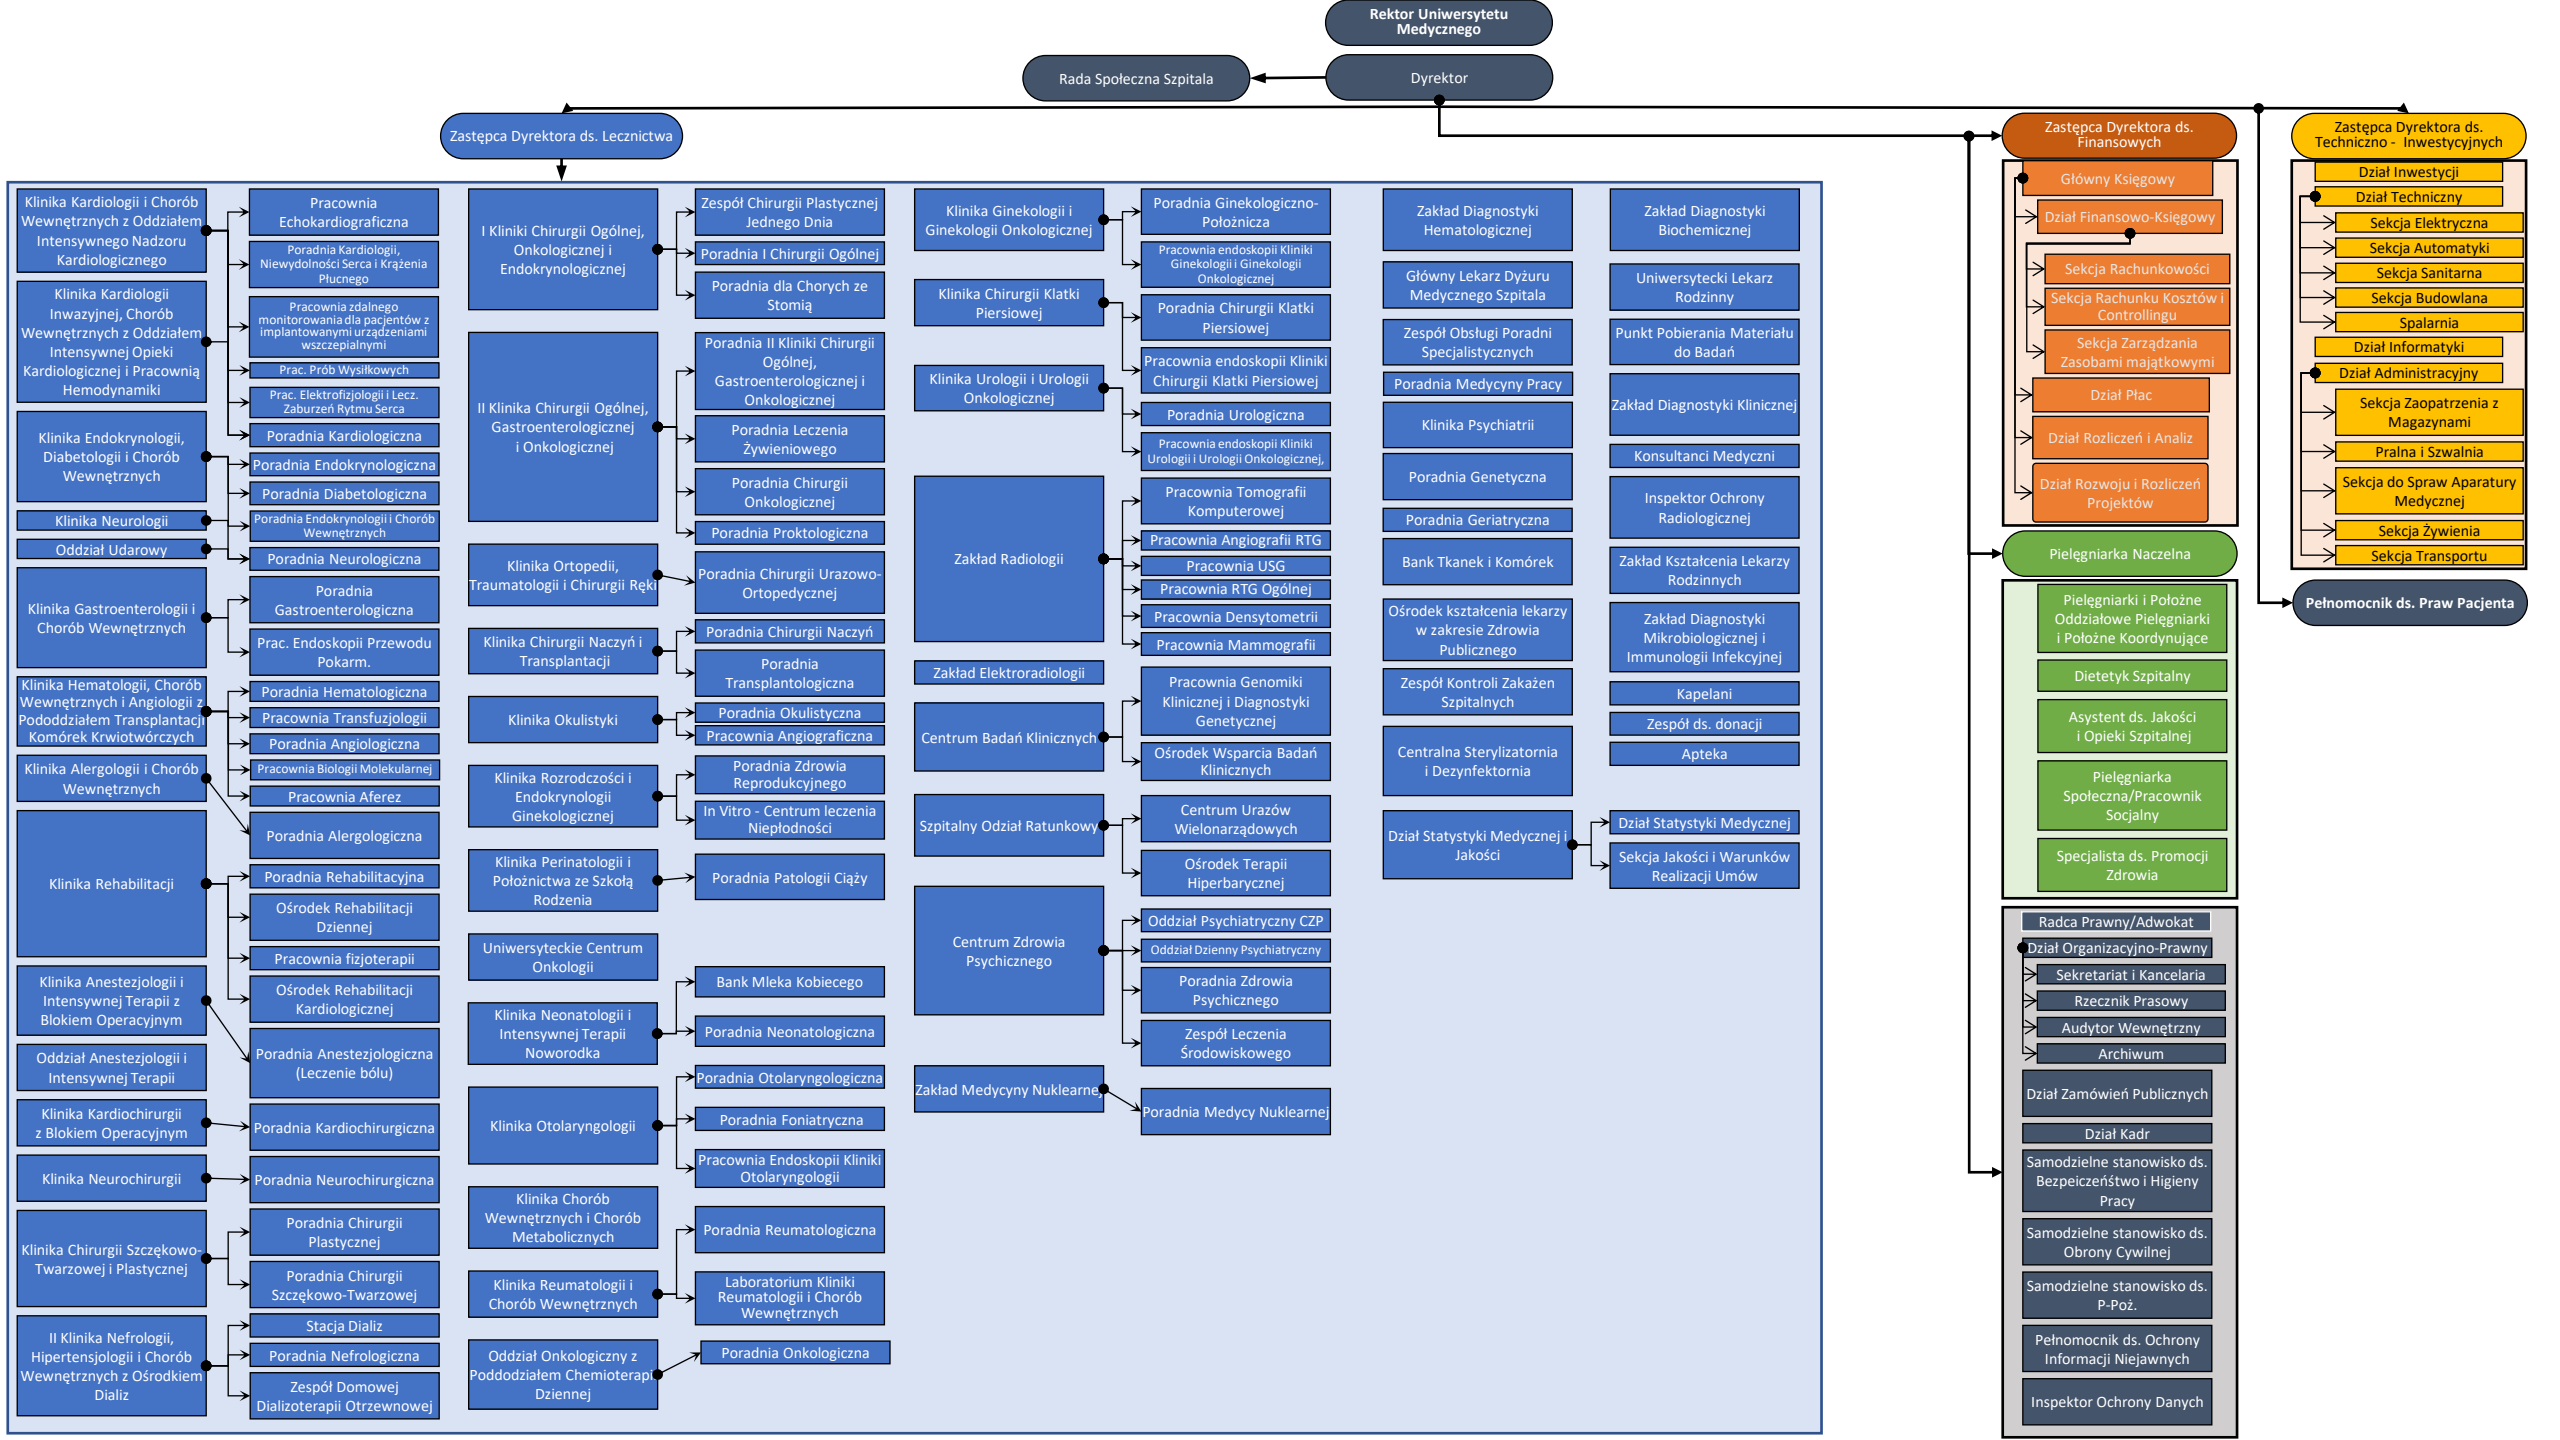 Rektor Uniwersytetu
Medycznego
Rada Społeczna Szpitala
Dyrektor
Zastępca Dyrektora ds. Lecznictwa
Zastępca Dyrektora ds.
Finansowych
Zastępca Dyrektora ds.
Techniczno - Inwestycyjnych
Klinika Kardiologii i Chorób
Wewnętrznych z Oddziałem
Intensywnego Nadzoru
Kardiologicznego
Klinika Kardiologii
Inwazyjnej, Chorób
Wewnętrznych z Oddziałem
Intensywnej Opieki
Kardiologicznej i Pracownią
Hemodynamiki
Klinika Endokrynologii,
Diabetologii i Chorób
Wewnętrznych
Klinika Neurologii
Oddział Udarowy
Klinika Gastroenterologii i
Chorób Wewnętrznych
Klinika Hematologii, Chorób
Wewnętrznych i Angiologii z
Pododdziałem Transplantacji
Komórek Krwiotwórczych
Klinika Alergologii i Chorób
Wewnętrznych
Klinika Rehabilitacji
Klinika Anestezjologii i
Intensywnej Terapii z
Blokiem Operacyjnym
Oddział Anestezjologii i
Intensywnej Terapii
Klinika Kardiochirurgii
z Blokiem Operacyjnym
Klinika Neurochirurgii
Klinika Chirurgii Szczękowo-
Twarzowej i Plastycznej
II Klinika Nefrologii,
Hipertensjologii i Chorób
Wewnętrznych z Ośrodkiem
Dializ
Pracownia
Echokardiograficzna
Poradnia Kardiologii,
Niewydolności Serca i Krążenia
Płucnego
Pracownia zdalnego
monitorowania dla pacjentów z
implantowanymi urządzeniami
wszczepialnymi
Prac. Prób Wysiłkowych
Prac. Elektrofizjologii i Lecz.
Zaburzeń Rytmu Serca
Poradnia Kardiologiczna
Poradnia Endokrynologiczna
Poradnia Diabetologiczna
Poradnia Endokrynologii i Chorób
Wewnętrznych
Poradnia Neurologiczna
Poradnia
Gastroenterologiczna
Prac. Endoskopii Przewodu
Pokarm.
Poradnia Hematologiczna
Pracownia Transfuzjologii
Poradnia Angiologiczna
Pracownia Biologii Molekularnej
Pracownia Aferez
Poradnia Alergologiczna
Poradnia Rehabilitacyjna
Ośrodek Rehabilitacji
Dziennej
Pracownia fizjoterapii
Ośrodek Rehabilitacji
Kardiologicznej
Poradnia Anestezjologiczna
(Leczenie bólu)
Poradnia Kardiochirurgiczna
Poradnia Neurochirurgiczna
Poradnia Chirurgii
Plastycznej
Poradnia Chirurgii
Szczękowo-Twarzowej
Stacja Dializ
Poradnia Nefrologiczna
Zespół Domowej
Dializoterapii Otrzewnowej
I Kliniki Chirurgii Ogólnej,
Onkologicznej i
Endokrynologicznej
II Klinika Chirurgii Ogólnej,
Gastroenterologicznej
i Onkologicznej
Klinika Ortopedii,
Traumatologii i Chirurgii Ręki
Klinika Chirurgii Naczyń i
Transplantacji
Klinika Okulistyki
Klinika Rozrodczości i
Endokrynologii
Ginekologicznej
Klinika Perinatologii i
Położnictwa ze Szkołą
Rodzenia
Uniwersyteckie Centrum
Onkologii
Klinika Neonatologii i
Intensywnej Terapii
Noworodka
Klinika Otolaryngologii
Klinika Chorób
Wewnętrznych i Chorób
Metabolicznych
Klinika Reumatologii i
Chorób Wewnętrznych
Oddział Onkologiczny z
Poddodziałem Chemioterapi
Dziennej
Zespół Chirurgii Plastycznej
Jednego Dnia
Poradnia I Chirurgii Ogólnej
Poradnia dla Chorych ze
Stomią
Poradnia II Kliniki Chirurgii
Ogólnej,
Gastroenterologicznej i
Onkologicznej
Poradnia Leczenia
Żywieniowego
Poradnia Chirurgii
Onkologicznej
Poradnia Proktologiczna
Poradnia Chirurgii Urazowo-
Ortopedycznej
Poradnia Chirurgii Naczyń
Poradnia
Transplantologiczna
Poradnia Okulistyczna
Pracownia Angiograficzna
Poradnia Zdrowia
Reprodukcyjnego
In Vitro - Centrum leczenia
Niepłodności
Poradnia Patologii Ciąży
Bank Mleka Kobiecego
Poradnia Neonatologiczna
Poradnia Otolaryngologiczna
Poradnia Foniatryczna
Pracownia Endoskopii Kliniki
Otolaryngologii
Poradnia Reumatologiczna
Laboratorium Kliniki
Reumatologii i Chorób
Wewnętrznych
Poradnia Onkologiczna
Klinika Ginekologii i
Ginekologii Onkologicznej
Klinika Chirurgii Klatki
Piersiowej
Klinika Urologii i Urologii
Onkologicznej
Zakład Radiologii
Zakład Elektroradiologii
Centrum Badań Klinicznych
Szpitalny Odział Ratunkowy
Centrum Zdrowia
Psychicznego
Zakład Medycyny Nuklearnej
Poradnia Ginekologiczno-
Położnicza
Pracownia endoskopii Kliniki
Ginekologii i Ginekologii
Onkologicznej
Poradnia Chirurgii Klatki
Piersiowej
Pracownia endoskopii Kliniki
Chirurgii Klatki Piersiowej
Poradnia Urologiczna
Pracownia endoskopii Kliniki
Urologii i Urologii Onkologicznej,
Pracownia Tomografii
Komputerowej
Pracownia Angiografii RTG
Pracownia USG
Pracownia RTG Ogólnej
Pracownia Densytometrii
Pracownia Mammografii
Pracownia Genomiki
Klinicznej i Diagnostyki
Genetycznej
Ośrodek Wsparcia Badań
Klinicznych
Centrum Urazów
Wielonarządowych
Ośrodek Terapii
Hiperbarycznej
Oddział Psychiatryczny CZP
Oddział Dzienny Psychiatryczny
Poradnia Zdrowia
Psychicznego
Zespół Leczenia
Środowiskowego
Poradnia Medycy Nuklearnej
Zakład Diagnostyki
Hematologicznej
Główny Lekarz Dyżuru
Medycznego Szpitala
Zespół Obsługi Poradni
Specjalistycznych
Poradnia Medycyny Pracy
Klinika Psychiatrii
Poradnia Genetyczna
Poradnia Geriatryczna
Bank Tkanek i Komórek
Ośrodek kształcenia lekarzy
w zakresie Zdrowia
Publicznego
Zespół Kontroli Zakażen
Szpitalnych
Centralna Sterylizatornia
i Dezynfektornia
Dział Statystyki Medycznej i
Jakości
Zakład Diagnostyki
Biochemicznej
Uniwersytecki Lekarz
Rodzinny
Punkt Pobierania Materiału
do Badań
Zakład Diagnostyki Klinicznej
Konsultanci Medyczni
Inspektor Ochrony
Radiologicznej
Zakład Kształcenia Lekarzy
Rodzinnych
Zakład Diagnostyki
Mikrobiologicznej i
Immunologii Infekcyjnej
Kapelani
Zespół ds. donacji
Apteka
Dział Statystyki Medycznej
Sekcja Jakości i Warunków
Realizacji Umów
Główny Księgowy
Dział Finansowo-Księgowy
Sekcja Rachunkowości
Sekcja Rachunku Kosztów i
Controllingu
Sekcja Zarządzania
Zasobami majątkowymi
Dział Płac
Dział Rozliczeń i Analiz
Dział Rozwoju i Rozliczeń
Projektów
Pielęgniarka Naczelna
Pielęgniarki i Położne
Oddziałowe Pielęgniarki
i Położne Koordynujące
Dietetyk Szpitalny
Asystent ds. Jakości
i Opieki Szpitalnej
Pielęgniarka
Społeczna/Pracownik
Socjalny
Specjalista ds. Promocji
Zdrowia
Radca Prawny/Adwokat
Dział Organizacyjno-Prawny
Sekretariat i Kancelaria
Rzecznik Prasowy
Audytor Wewnętrzny
Archiwum
Dział Zamówień Publicznych
Dział Kadr
Samodzielne stanowisko ds.
Bezpeiczeńśtwo i Higieny
Pracy
Samodzielne stanowisko ds.
Obrony Cywilnej
Samodzielne stanowisko ds.
P-Poż.
Pełnomocnik ds. Ochrony
Informacji Niejawnych
Inspektor Ochrony Danych
Dział Inwestycji
Dział Techniczny
Sekcja Elektryczna
Sekcja Automatyki
Sekcja Sanitarna
Sekcja Budowlana
Spalarnia
Dział Informatyki
Dział Administracyjny
Sekcja Zaopatrzenia z
Magazynami
Pralna i Szwalnia
Sekcja do Spraw Aparatury
Medycznej
Sekcja Żywienia
Sekcja Transportu
Pełnomocnik ds. Praw Pacjenta